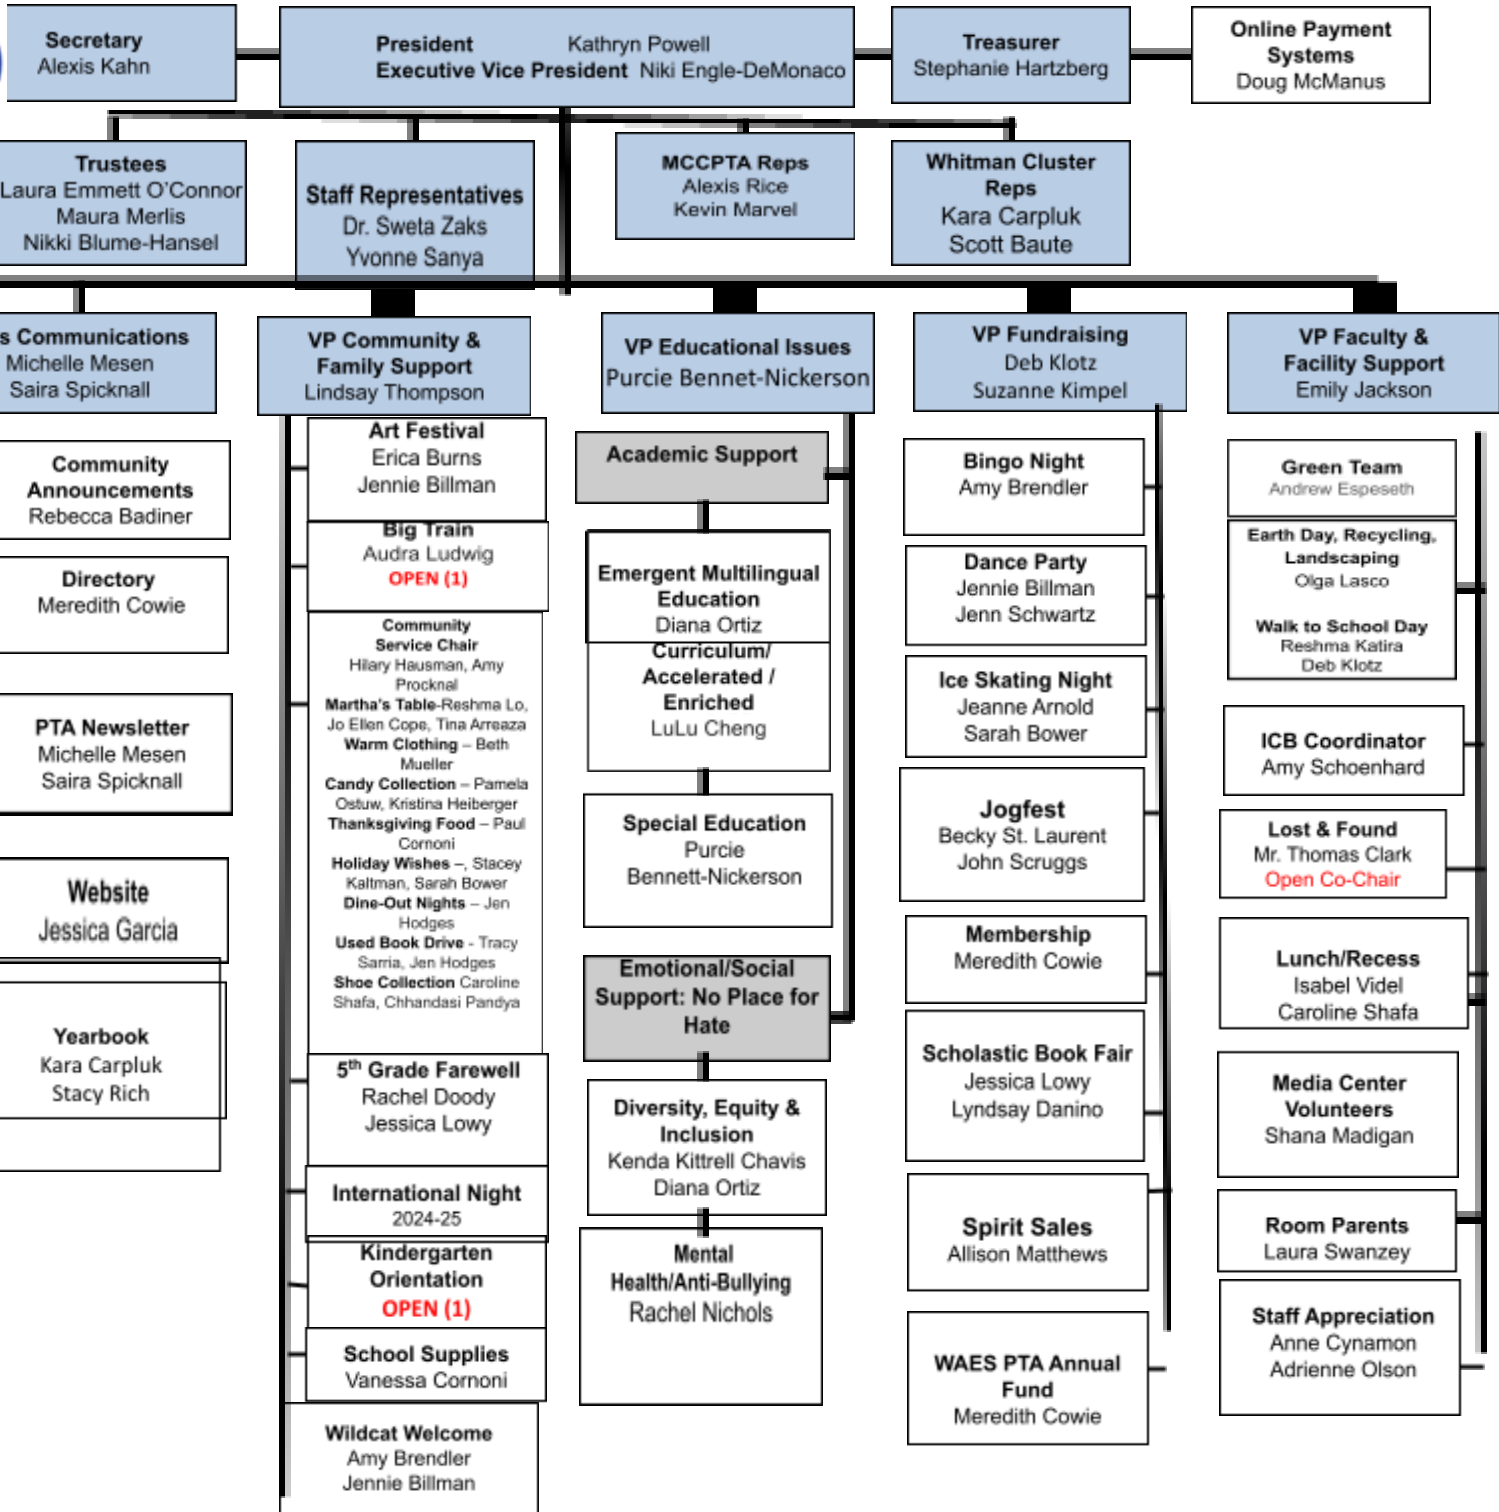 Secretary
Alexis Kahn
President Kathryn Powell
Executive Vice President Niki Engle-DeMonaco
Treasurer
Stephanie Hartzberg
Online Payment
Systems
Doug McManus
Trustees
Laura Emmett O'Connor
Maura Merlis
Nikki Blume-Hansel
Staff Representatives
Dr. Sweta Zaks
Yvonne Sanya
MCCPTA Reps
Alexis Rice
Kevin Marvel
Whitman Cluster
Reps
Kara Carpluk
Scott Baute
s Communications
Michelle Mesen
Saira Spicknall
Community
Announcements
Rebecca Badiner
Directory
Meredith Cowie
PTA Newsletter
Michelle Mesen
Saira Spicknall
Website
Jessica Garcia
Yearbook
Kara Carpluk
Stacy Rich
VP Community &
Family Support
Lindsay Thompson
Art Festival
Erica Burns
Jennie Billman
Big Train
Audra Ludwig
OPEN (1)
Community
Service Chair
Hilary Hausman, Amy
Procknal
Martha's Table-Reshma Lo,
Jo Ellen Cope, Tina Arreaza
Warm Clothing – Beth
Mueller
Candy Collection – Pamela
Ostuw, Kristina Heiberger
Thanksgiving Food – Paul
Cornoni
Holiday Wishes –, Stacey
Kaltman, Sarah Bower
Dine-Out Nights – Jen
Hodges
Used Book Drive - Tracy
Sarria, Jen Hodges
Shoe Collection Caroline
Shafa, Chhandasi Pandya
5th Grade Farewell
Rachel Doody
Jessica Lowy
International Night
2024-25
Kindergarten
Orientation
OPEN (1)
School Supplies
Vanessa Cornoni
Wildcat Welcome
Amy Brendler
Jennie Billman
VP Educational Issues
Purcie Bennet-Nickerson
Academic Support
Emergent Multilingual
Education
Diana Ortiz
Curriculum/
Accelerated /
Enriched
LuLu Cheng
Special Education
Purcie
Bennett-Nickerson
Emotional/Social
Support: No Place for
Hate
Diversity, Equity &
Inclusion
Kenda Kittrell Chavis
Diana Ortiz
Mental
Health/Anti-Bullying
Rachel Nichols
VP Fundraising
Deb Klotz
Suzanne Kimpel
Bingo Night
Amy Brendler
Dance Party
Jennie Billman
Jenn Schwartz
Ice Skating Night
Jeanne Arnold
Sarah Bower
Jogfest
Becky St. Laurent
John Scruggs
Membership
Meredith Cowie
Scholastic Book Fair
Jessica Lowy
Lyndsay Danino
Spirit Sales
Allison Matthews
WAES PTA Annual
Fund
Meredith Cowie
VP Faculty &
Facility Support
Emily Jackson
Green Team
Andrew Espeseth
Earth Day, Recycling,
Landscaping
Olga Lasco
Walk to School Day
Reshma Katira
Deb Klotz
ICB Coordinator
Amy Schoenhard
Lost & Found
Mr. Thomas Clark
Open Co-Chair
Lunch/Recess
Isabel Videl
Caroline Shafa
Media Center
Volunteers
Shana Madigan
Room Parents
Laura Swanzey
Staff Appreciation
Anne Cynamon
Adrienne Olson